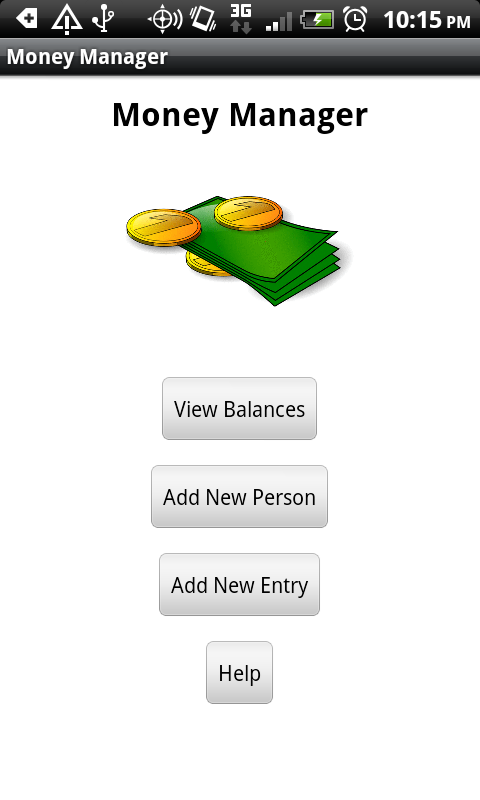 3G 10:15 PM
Money Manager
Money Manager
View Balances
Add New Person
Add New Entry
Help